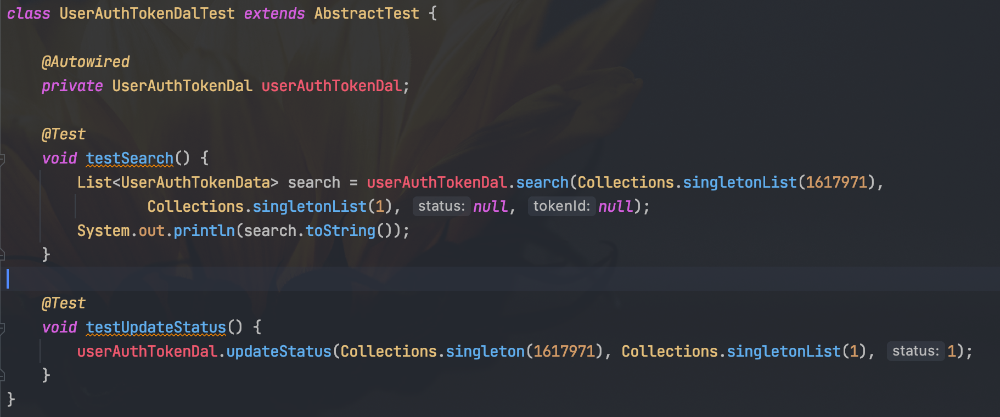 class UserAuthTokenDalTest extends AbstractTest {
@Autowired
private UserAuthTokenDal userAuthTokenDal;
@Test
void testSearch() {
List<UserAuthTokenData> search = userAuthTokenDal.search(Collections.singletonList(1617971),
Collections.singletonList(1), status: null, tokenId: null);
System.out.println(search.toString());
}
@Test
void testUpdateStatus() {
userAuthTokenDal.updateStatus(Collections.singleton(1617971), Collections.singletonList(1), status: 1);
}
}